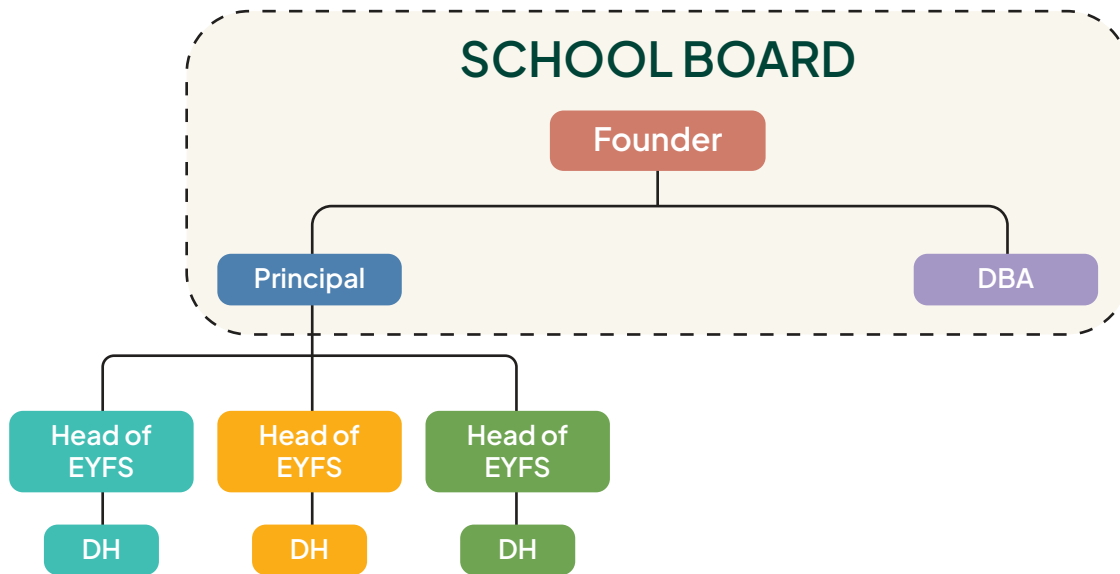 SCHOOL BOARD
Founder
Principal
DBA
Head of
EYFS
Head of
EYFS
Head of
EYFS
DH
DH
DH